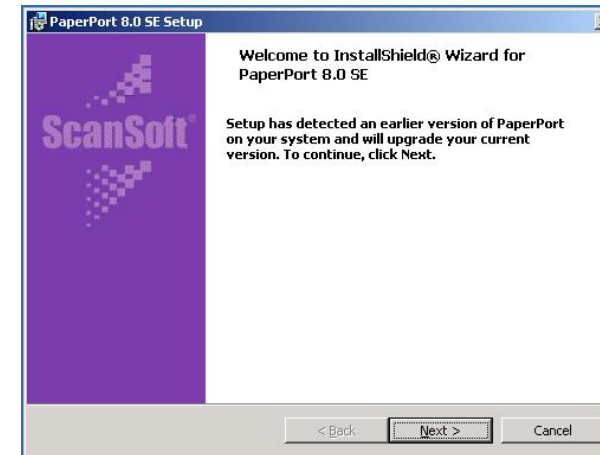 PaperPort 8.0 SE Setup
Welcome to InstallShield® Wizard for
PaperPort 8.0 SE
ScanSoft®
Setup has detected an earlier version of PaperPort
on your system and will upgrade your current
version. To continue, click Next.
< Back Next > Cancel